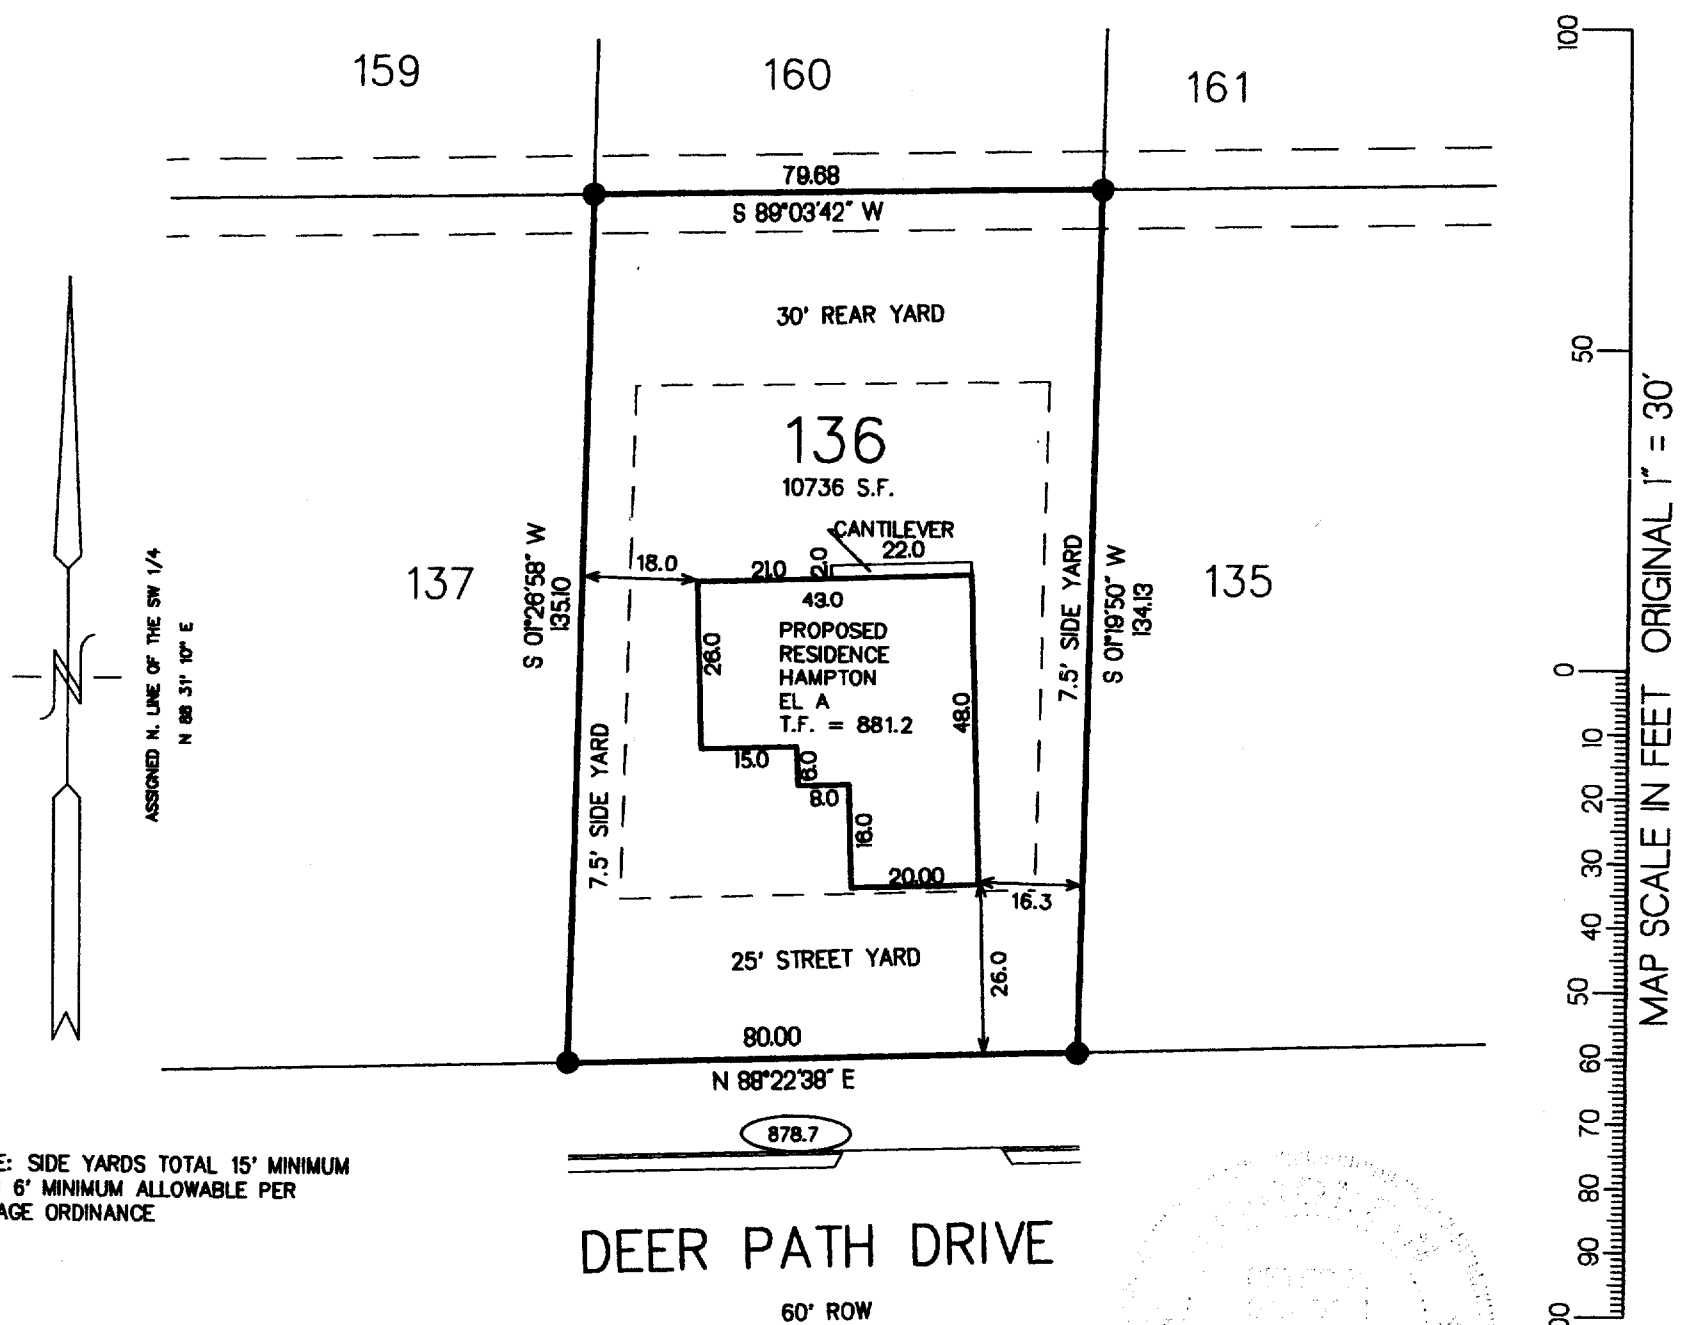 159
160
161
79.68
S 89°03'42" W
30' REAR YARD
136
10736 S.F.
CANTILEVER
22.0
2.0
18.0
21.0
43.0
137
135
S 01°26'58" W
135.10
7.5' SIDE YARD
S 01°19'50" W
134.13
PROPOSED
RESIDENCE
HAMPTON
EL A
T.F. = 881.2
26.0
48.0
15.0
6.0
8.0
16.0
20.00
16.3
7.5' SIDE YARD
25' STREET YARD
26.0
80.00
N 88°22'38" E
878.7
ASSIGNED N. LINE OF THE SW 1/4
N 88 31' 10" E
N
E: SIDE YARDS TOTAL 15' MINIMUM
6' MINIMUM ALLOWABLE PER
AGE ORDINANCE
DEER PATH DRIVE
60' ROW
100
50
0
10
20
30
40
50
60
70
80
90
00
MAP SCALE IN FEET ORIGINAL 1" = 30'